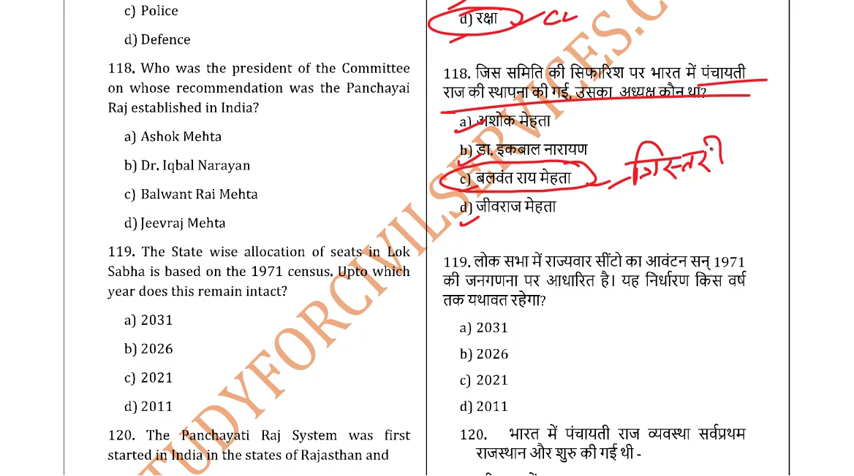 c) Police
d) Defence
118. Who was the president of the Committee
on whose recommendation was the Panchayai
Raj established in India?
a) Ashok Mehta
b) Dr. Iqbal Narayan
c) Balwant Rai Mehta
d) Jeevraj Mehta
119. The State wise allocation of seats in Lok
Sabha is based on the 1971 census. Upto which
year does this remain intact?
a) 2031
b) 2026
c) 2021
d) 2011
120. The Panchayati Raj System was first
started in India in the states of Rajasthan and
d) रक्षा
118. जिस समिति की सिफारिश पर भारत में पंचायती
राज की स्थापना की गई, उसका अध्यक्ष कौन था?
a) अशोक मेहता
b) डा. इकबाल नारायण
c) बलवंत राय मेहता
त्रिस्तरी
d) जीवराज मेहता
119. लोक सभा में राज्यवार सींटो का आवंटन सन् 1971
की जनगणना पर आधारित है। यह निर्धारण किस वर्ष
तक यथावत रहेगा?
a) 2031
b) 2026
c) 2021
d) 2011
120. भारत में पंचायती राज व्यवस्था सर्वप्रथम
राजस्थान और शुरु की गई थी -
STUDYFORCIVILSERVICES.COM